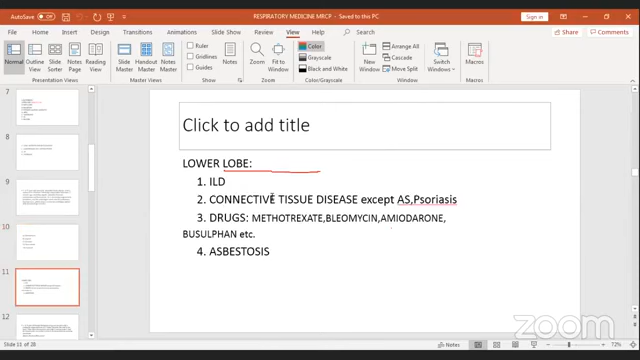 AutoSave Off
RESPIRATORY MEDICINE MRCP - Saved to this PC
Sign in
File Home Insert Draw Design Transitions Animations Slide Show Review View Help Search
Share Comments
Normal Outline View Slide Sorter Notes Page Reading View
Presentation Views
Slide Master Handout Master Notes Master
Master Views
Ruler
Gridlines
Guides
Show
Notes
Zoom Fit to Window
Zoom
Color
Grayscale
Black and White
Color/Grayscale
New Window
Arrange All
Cascade
Move Split
Window
Switch Windows
Macros
Macros
7
8
9
10
11
12
Click to add title
LOWER LOBE:
1. ILD
2. CONNECTIVE TISSUE DISEASE except AS,Psoriasis
3. DRUGS: METHOTREXATE,BLEOMYCIN,AMIODARONE,
BUSULPHAN etc.
4. ASBESTOSIS
zoom
Slide 11 of 28
Notes
72%